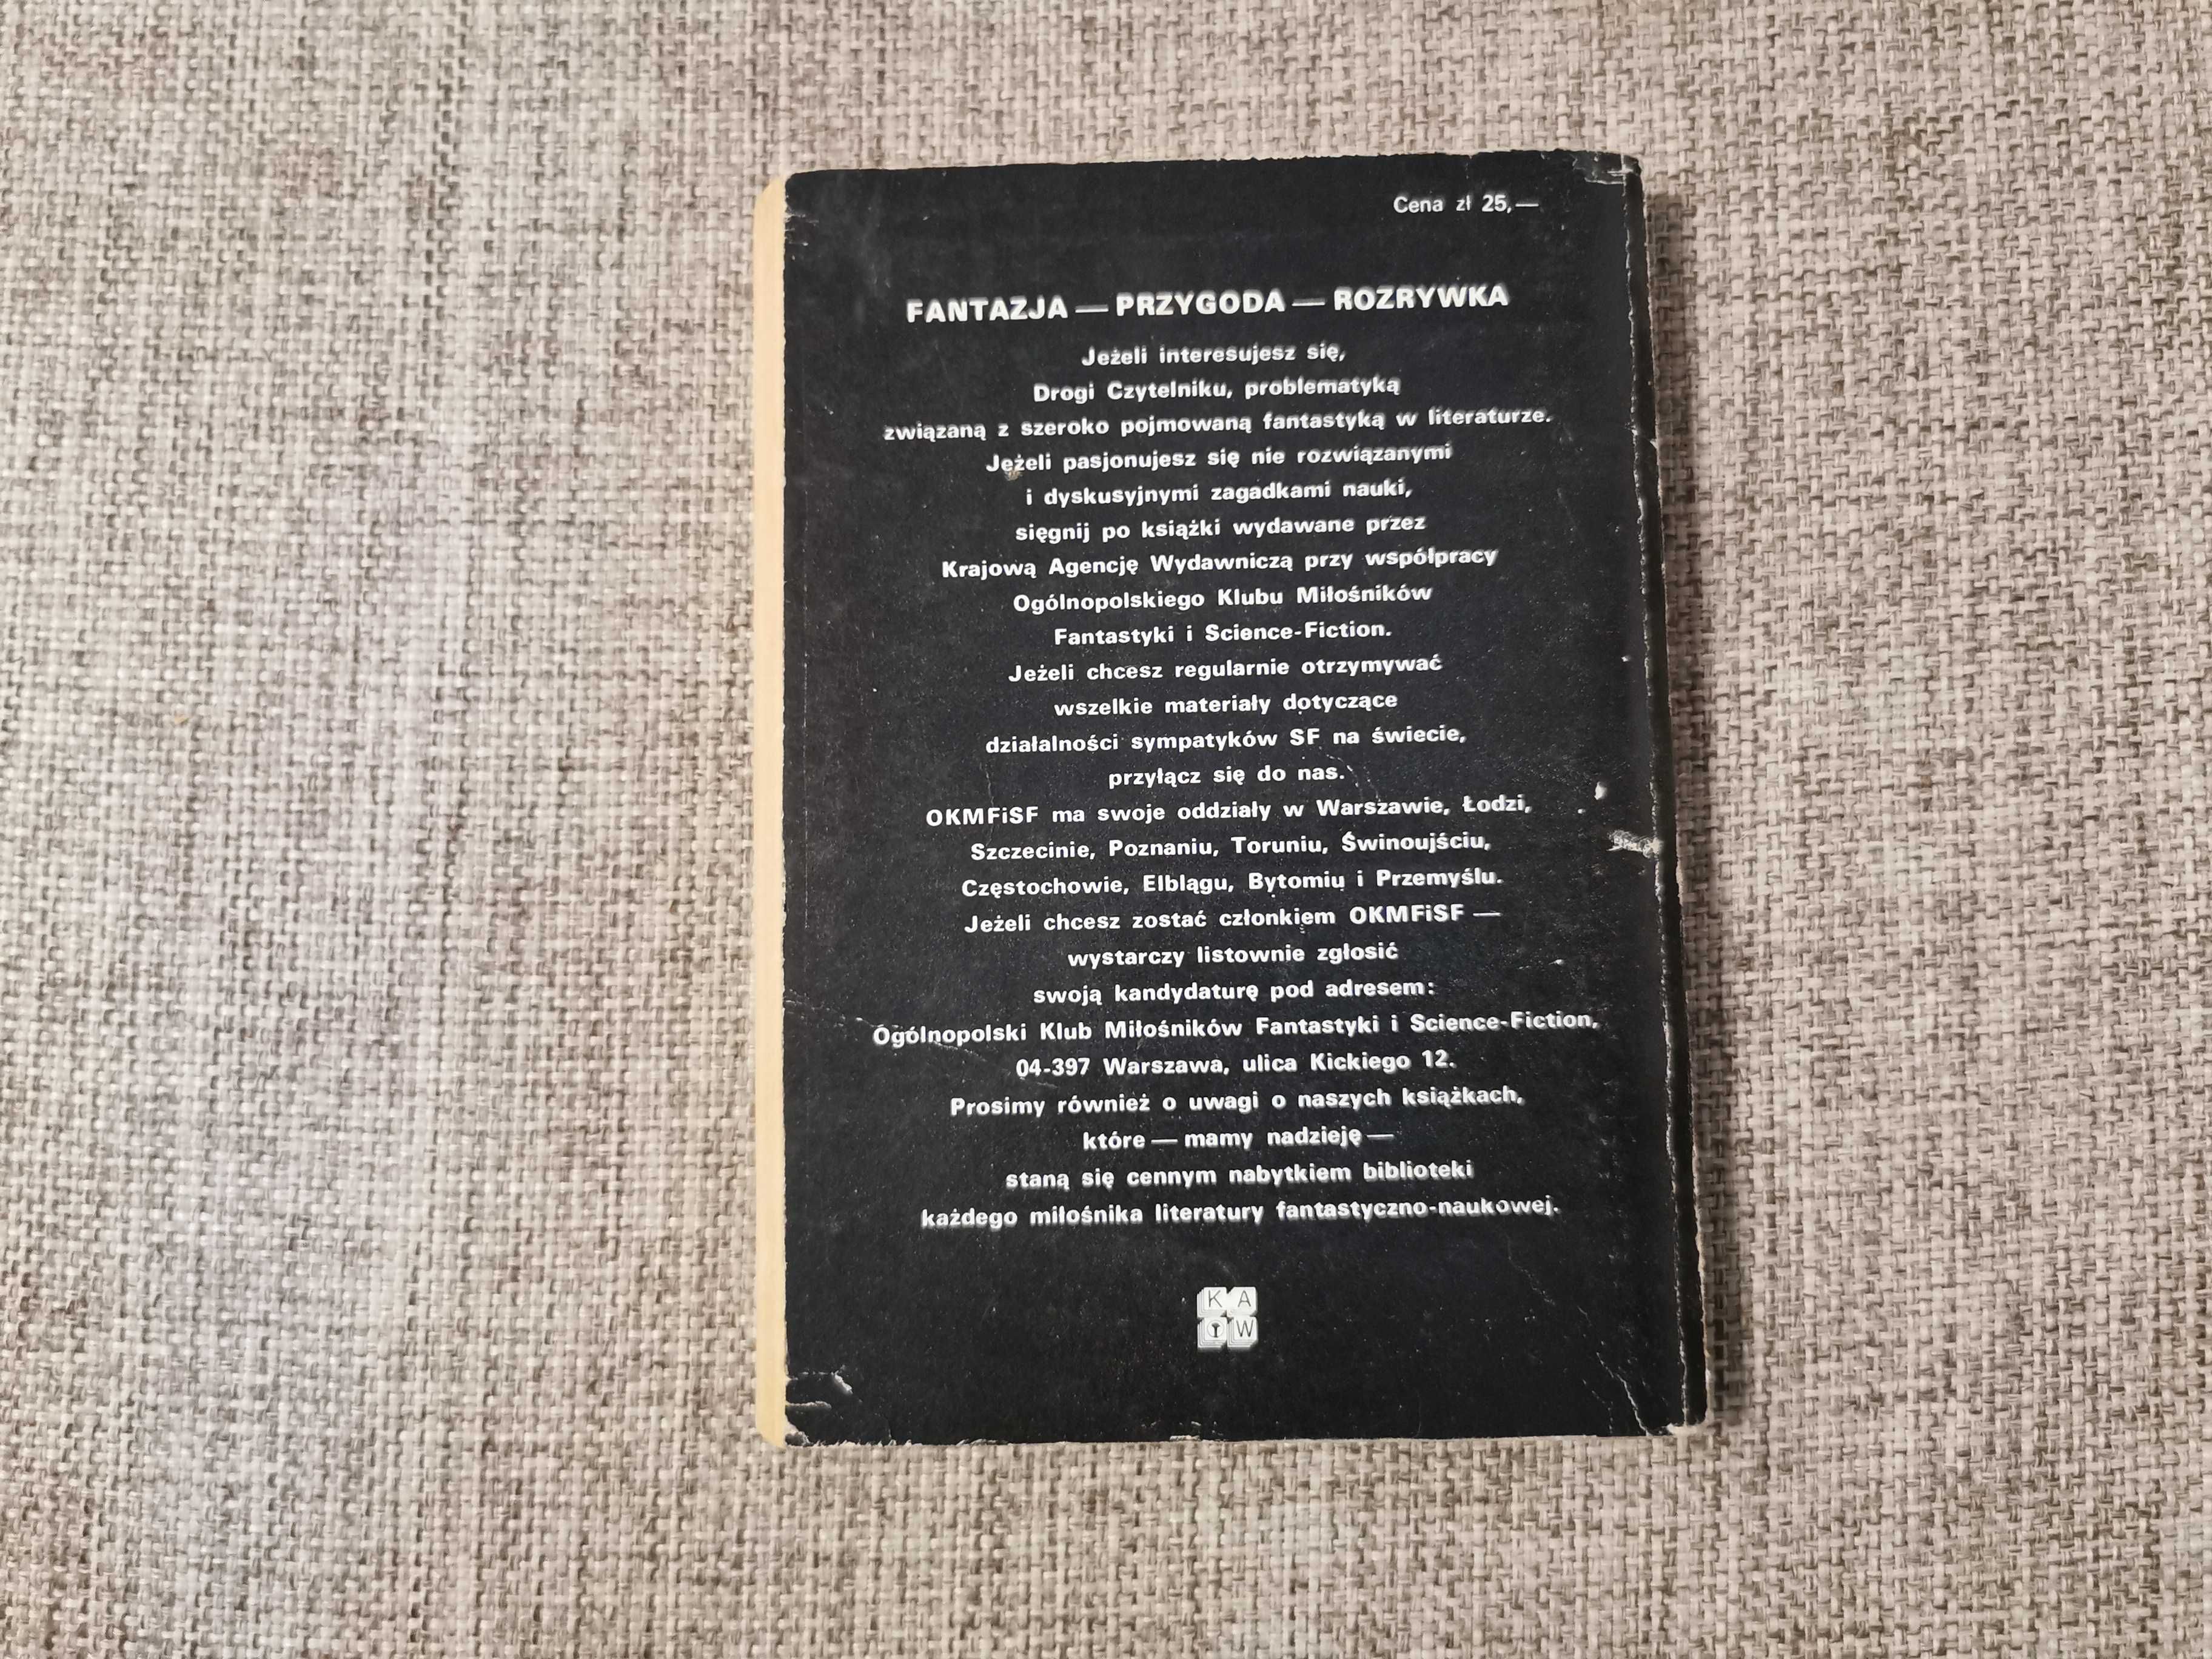 Cena zł 25,—
FANTAZJA — PRZYGODA — ROZRYWKA
Jeżeli interesujesz się,
Drogi Czytelniku, problematyką
związaną z szeroko pojmowaną fantastyką w literaturze.
Jeżeli pasjonujesz się nie rozwiązanymi
i dyskusyjnymi zagadkami nauki,
sięgnij po książki wydawane przez
Krajową Agencję Wydawniczą przy współpracy
Ogólnopolskiego Klubu Miłośników
Fantastyki i Science-Fiction.
Jeżeli chcesz regularnie otrzymywać
wszelkie materiały dotyczące
działalności sympatyków SF na świecie,
przyłącz się do nas.
OKMFiSF ma swoje oddziały w Warszawie, Łodzi,
Szczecinie, Poznaniu, Toruniu, Świnoujściu,
Częstochowie, Elblągu, Bytomiu i Przemyślu.
Jeżeli chcesz zostać członkiem OKMFiSF —
wystarczy listownie zgłosić
swoją kandydaturę pod adresem:
Ogólnopolski Klub Miłośników Fantastyki i Science-Fiction,
04-397 Warszawa, ulica Kickiego 12.
Prosimy również o uwagi o naszych książkach,
które — mamy nadzieję —
staną się cennym nabytkiem biblioteki
każdego miłośnika literatury fantastyczno-naukowej.
K A
W